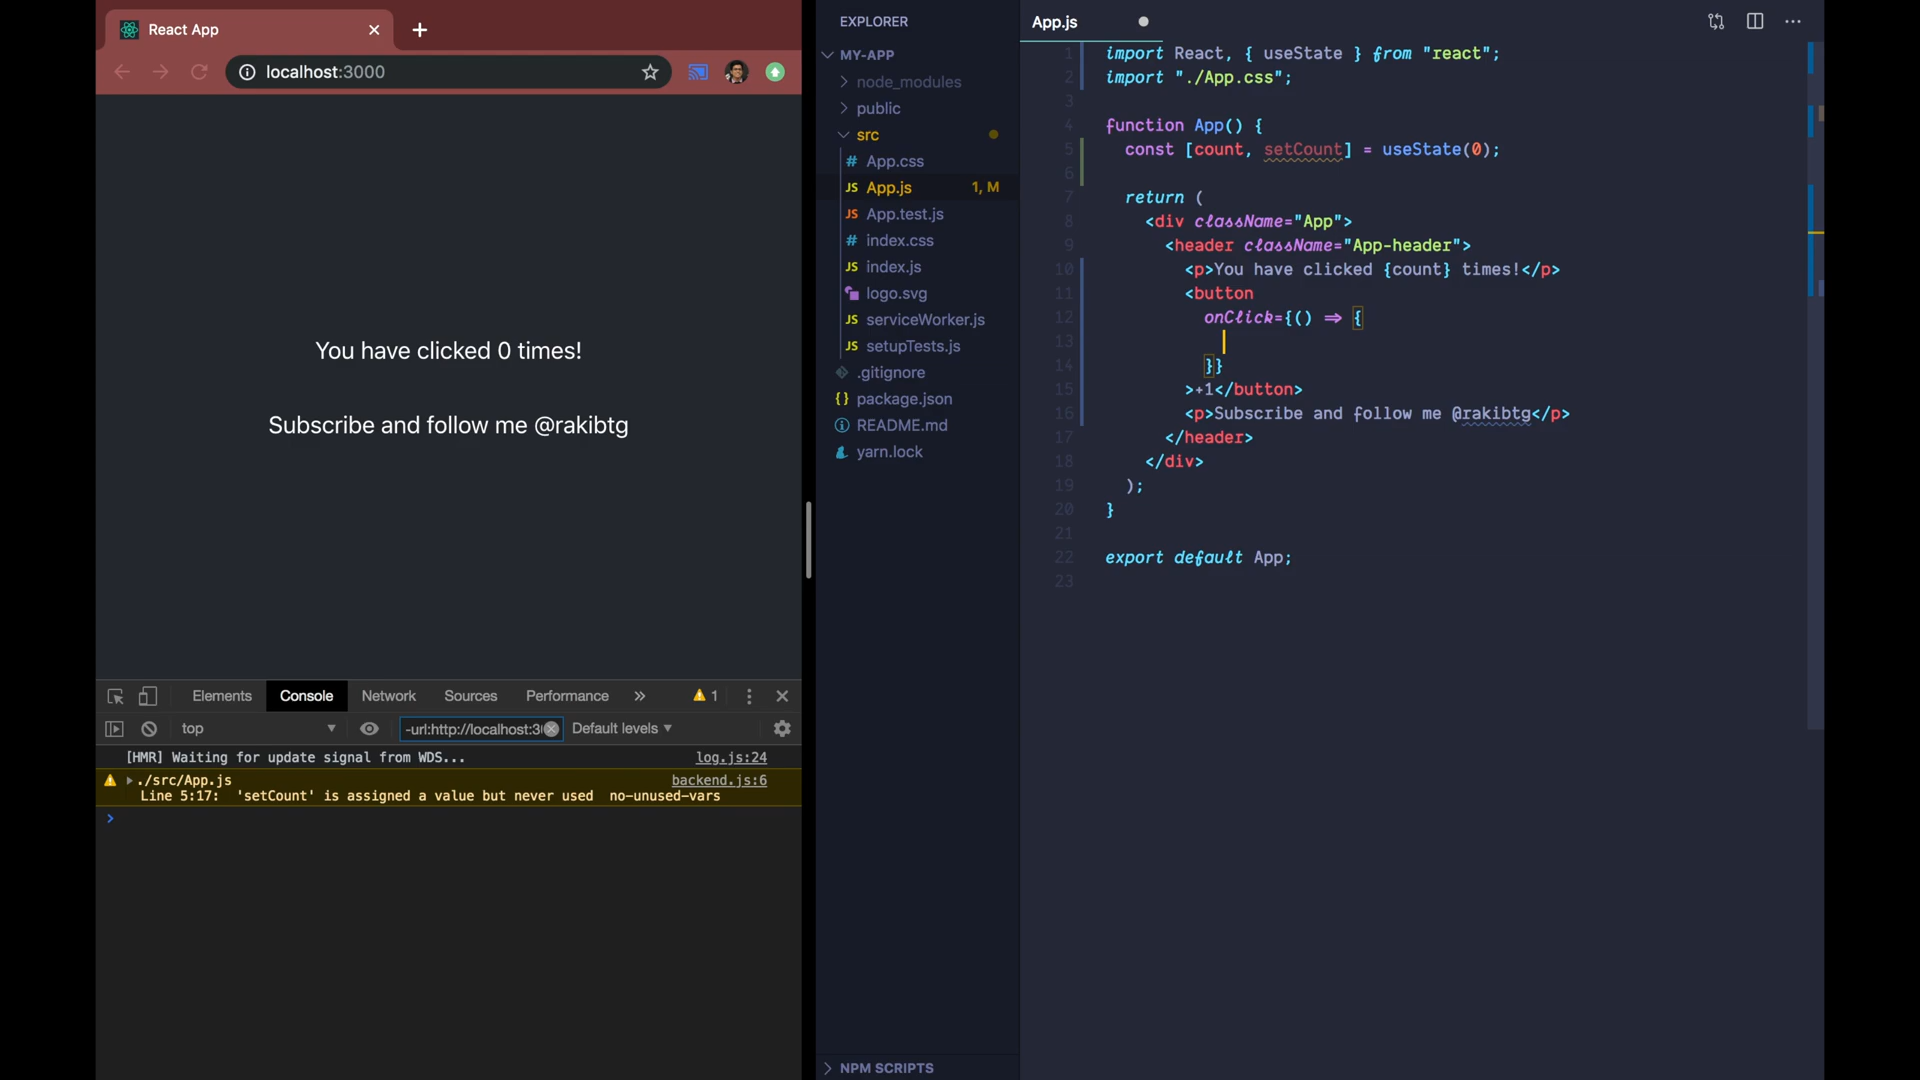 React App
localhost:3000
You have clicked 0 times!
Subscribe and follow me @rakibtg
Elements Console Network Sources Performance » 1
top -url:http://localhost:3 Default levels
[HMR] Waiting for update signal from WDS... log.js:24
./src/App.js backend.js:6
Line 5:17: 'setCount' is assigned a value but never used no-unused-vars
>
EXPLORER
MY-APP
node_modules
public
src
# App.css
JS App.js 1, M
JS App.test.js
# index.css
JS index.js
logo.svg
JS serviceWorker.js
JS setupTests.js
.gitignore
{} package.json
README.md
yarn.lock
NPM SCRIPTS
App.js
1 import React, { useState } from "react";
2 import "./App.css";
3
4 function App() {
5 const [count, setCount] = useState(0);
6
7 return (
8 <div className="App">
9 <header className="App-header">
10 <p>You have clicked {count} times!</p>
11 <button
12 onClick={() => {
13
14 }}
15 >+1</button>
16 <p>Subscribe and follow me @rakibtg</p>
17 </header>
18 </div>
19 );
20 }
21
22 export default App;
23